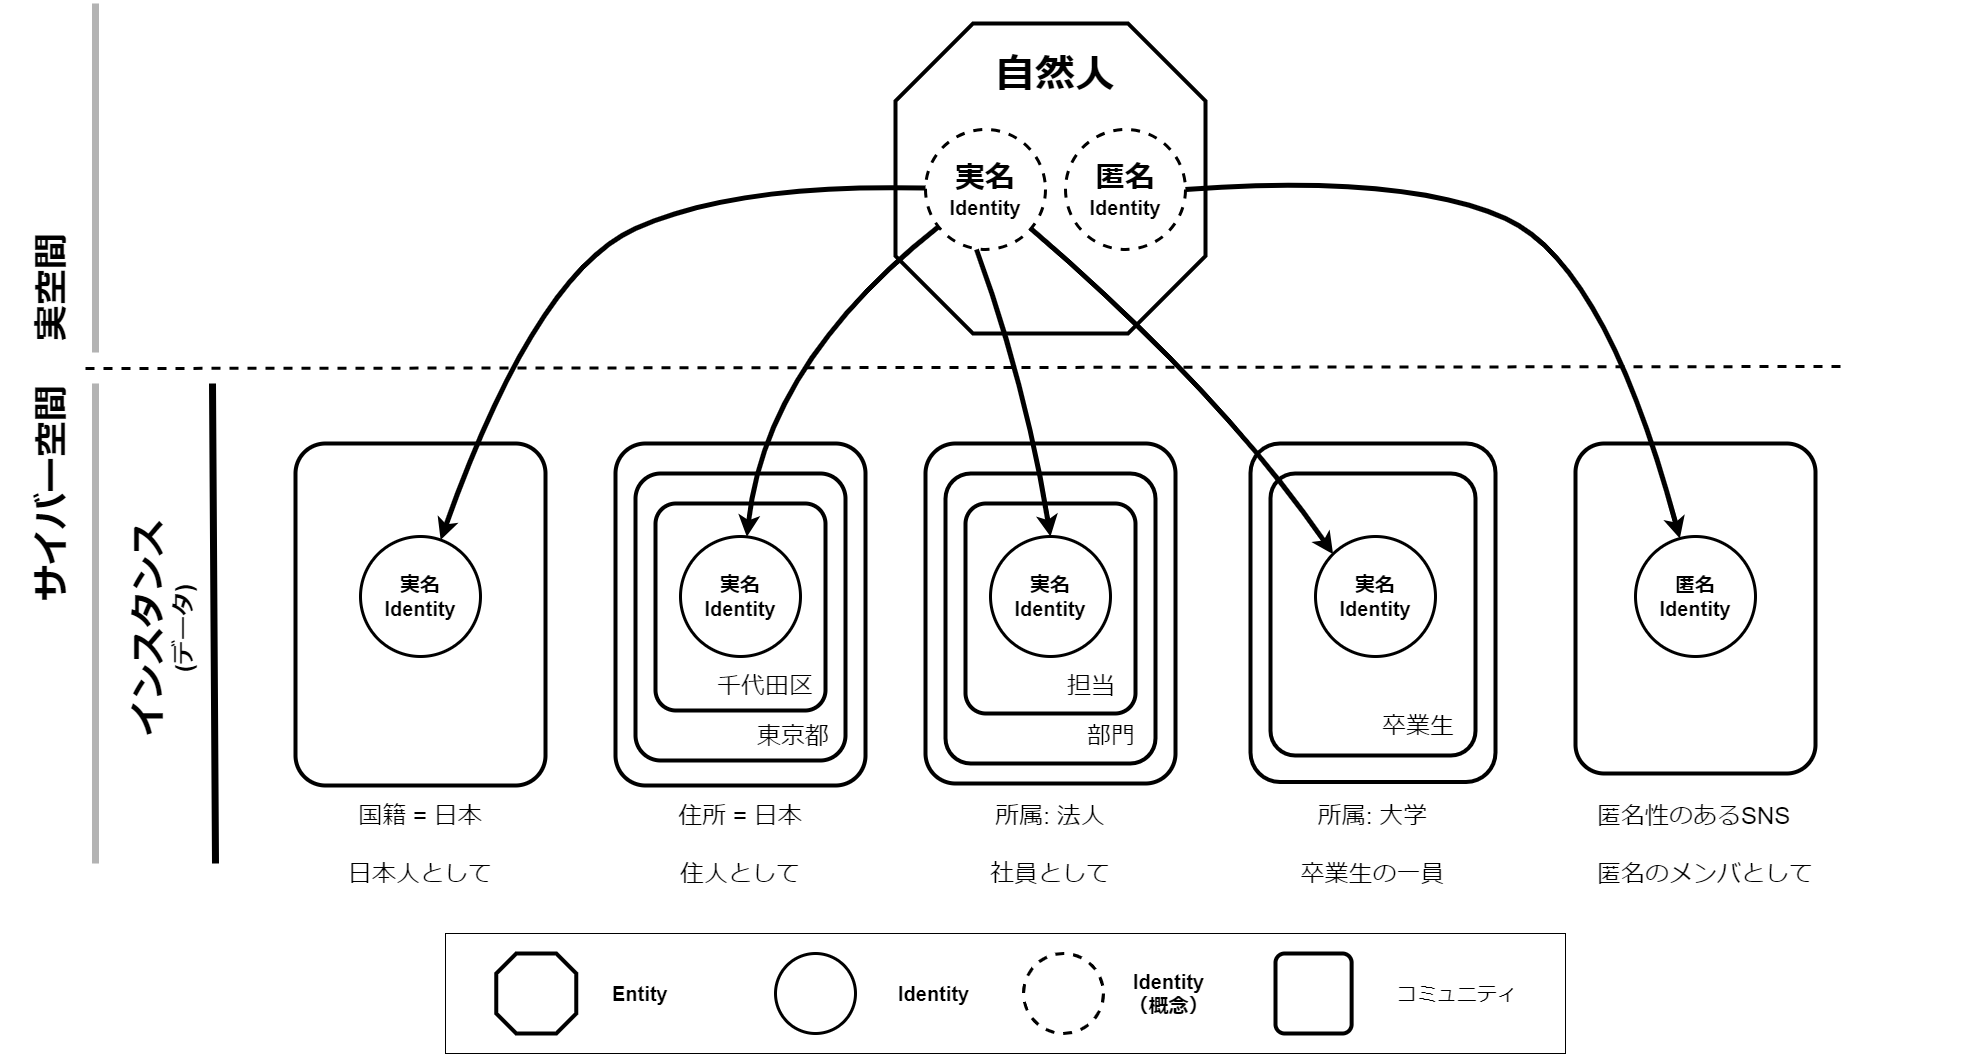 自然人
実名
Identity
匿名
Identity
実空間
サイバー空間
インスタンス
(データ)
実名
Identity
国籍 = 日本
日本人として
実名
Identity
千代田区
東京都
住所 = 日本
住人として
実名
Identity
担当
部門
所属: 法人
社員として
実名
Identity
卒業生
所属: 大学
卒業生の一員
匿名
Identity
匿名性のあるSNS
匿名のメンバとして
Entity
Identity
Identity
（概念）
コミュニティ